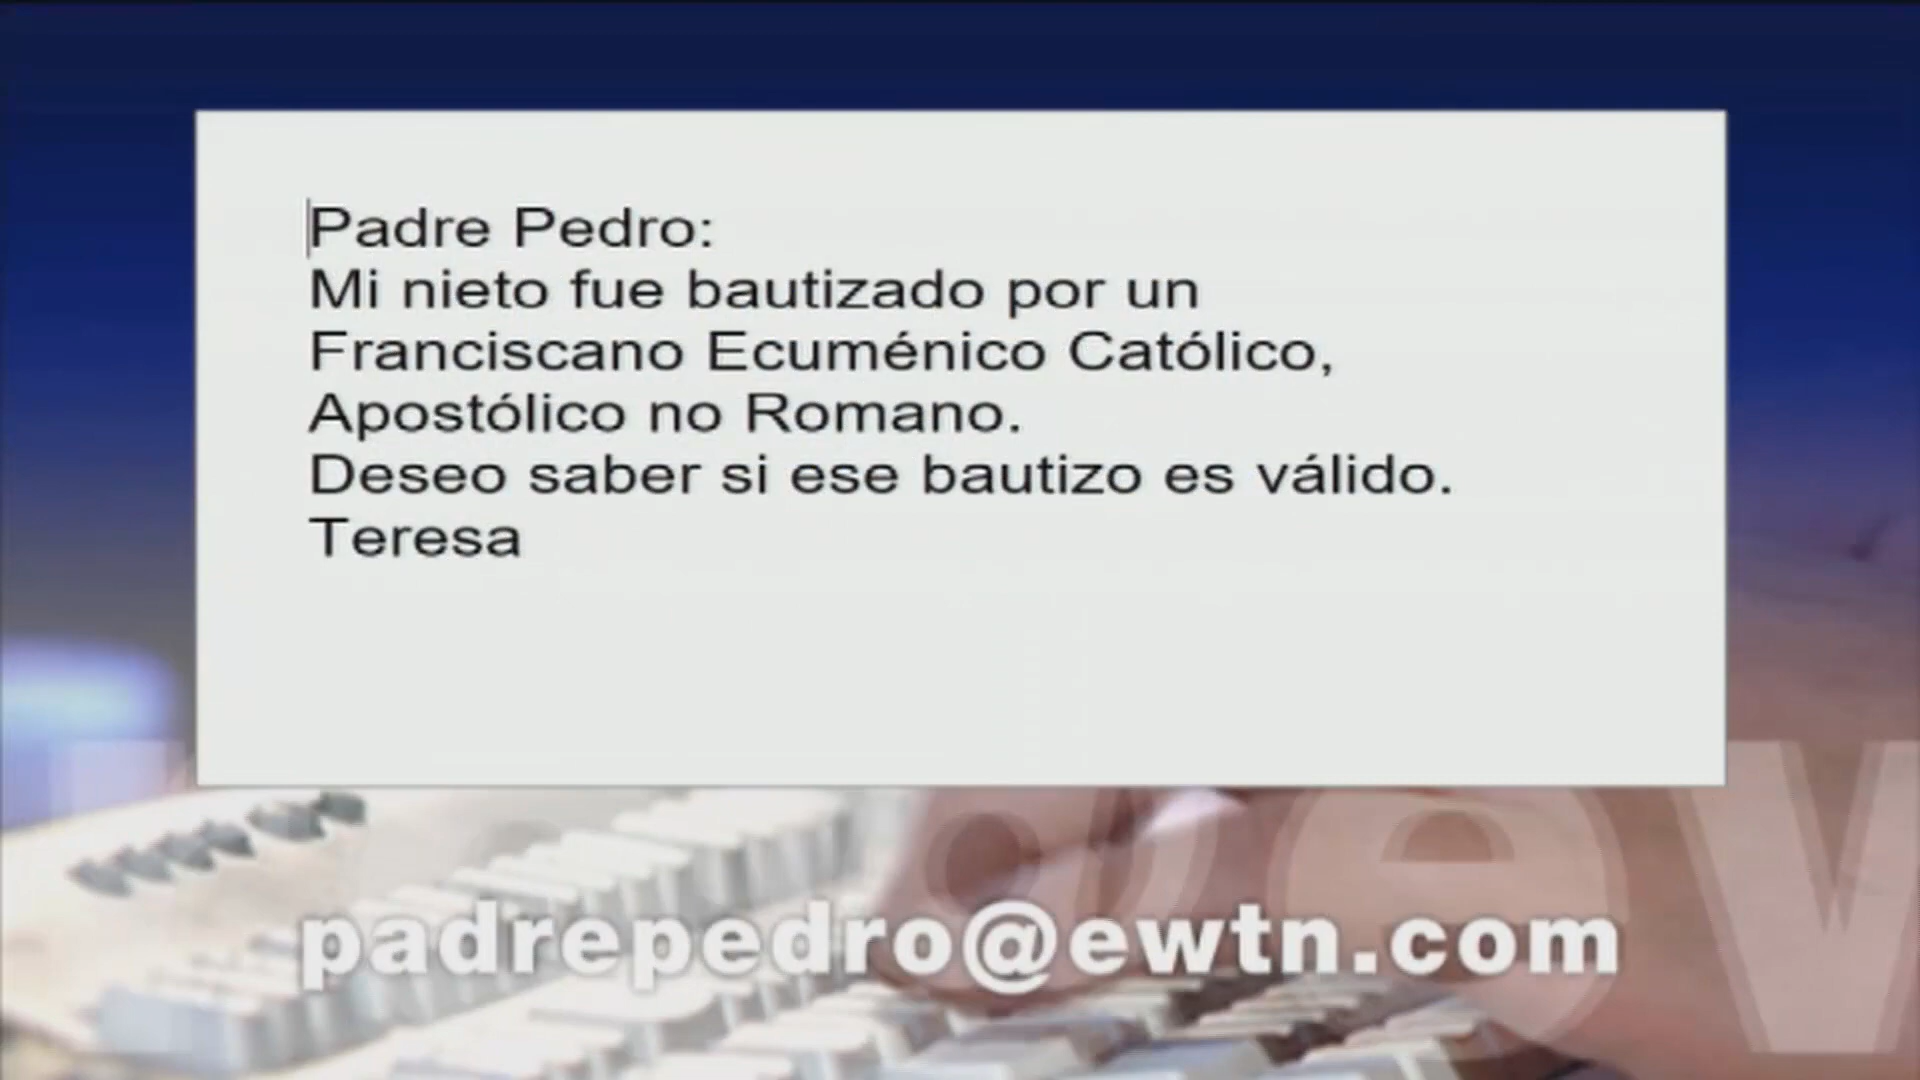 Padre Pedro:
Mi nieto fue bautizado por un
Franciscano Ecuménico Católico,
Apostólico no Romano.
Deseo saber si ese bautizo es válido.
Teresa
padrepedro@ewtn.com